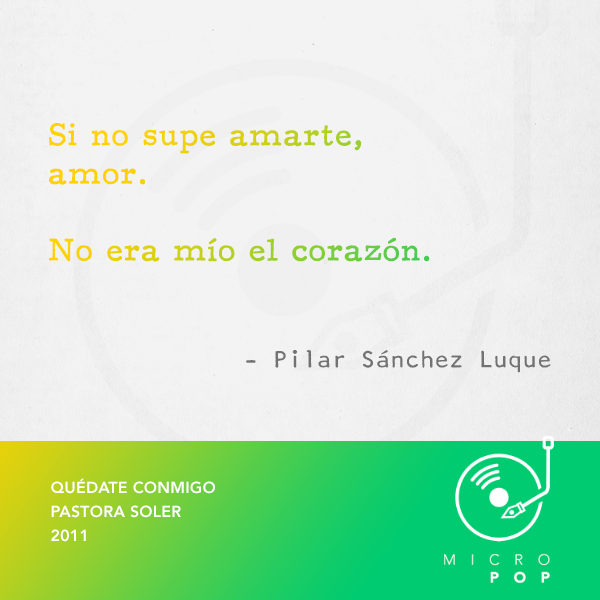 Si no supe amarte,
amor.
No era mío el corazón.
– Pilar Sánchez Luque
QUÉDATE CONMIGO
PASTORA SOLER
2011
MICRO
POP